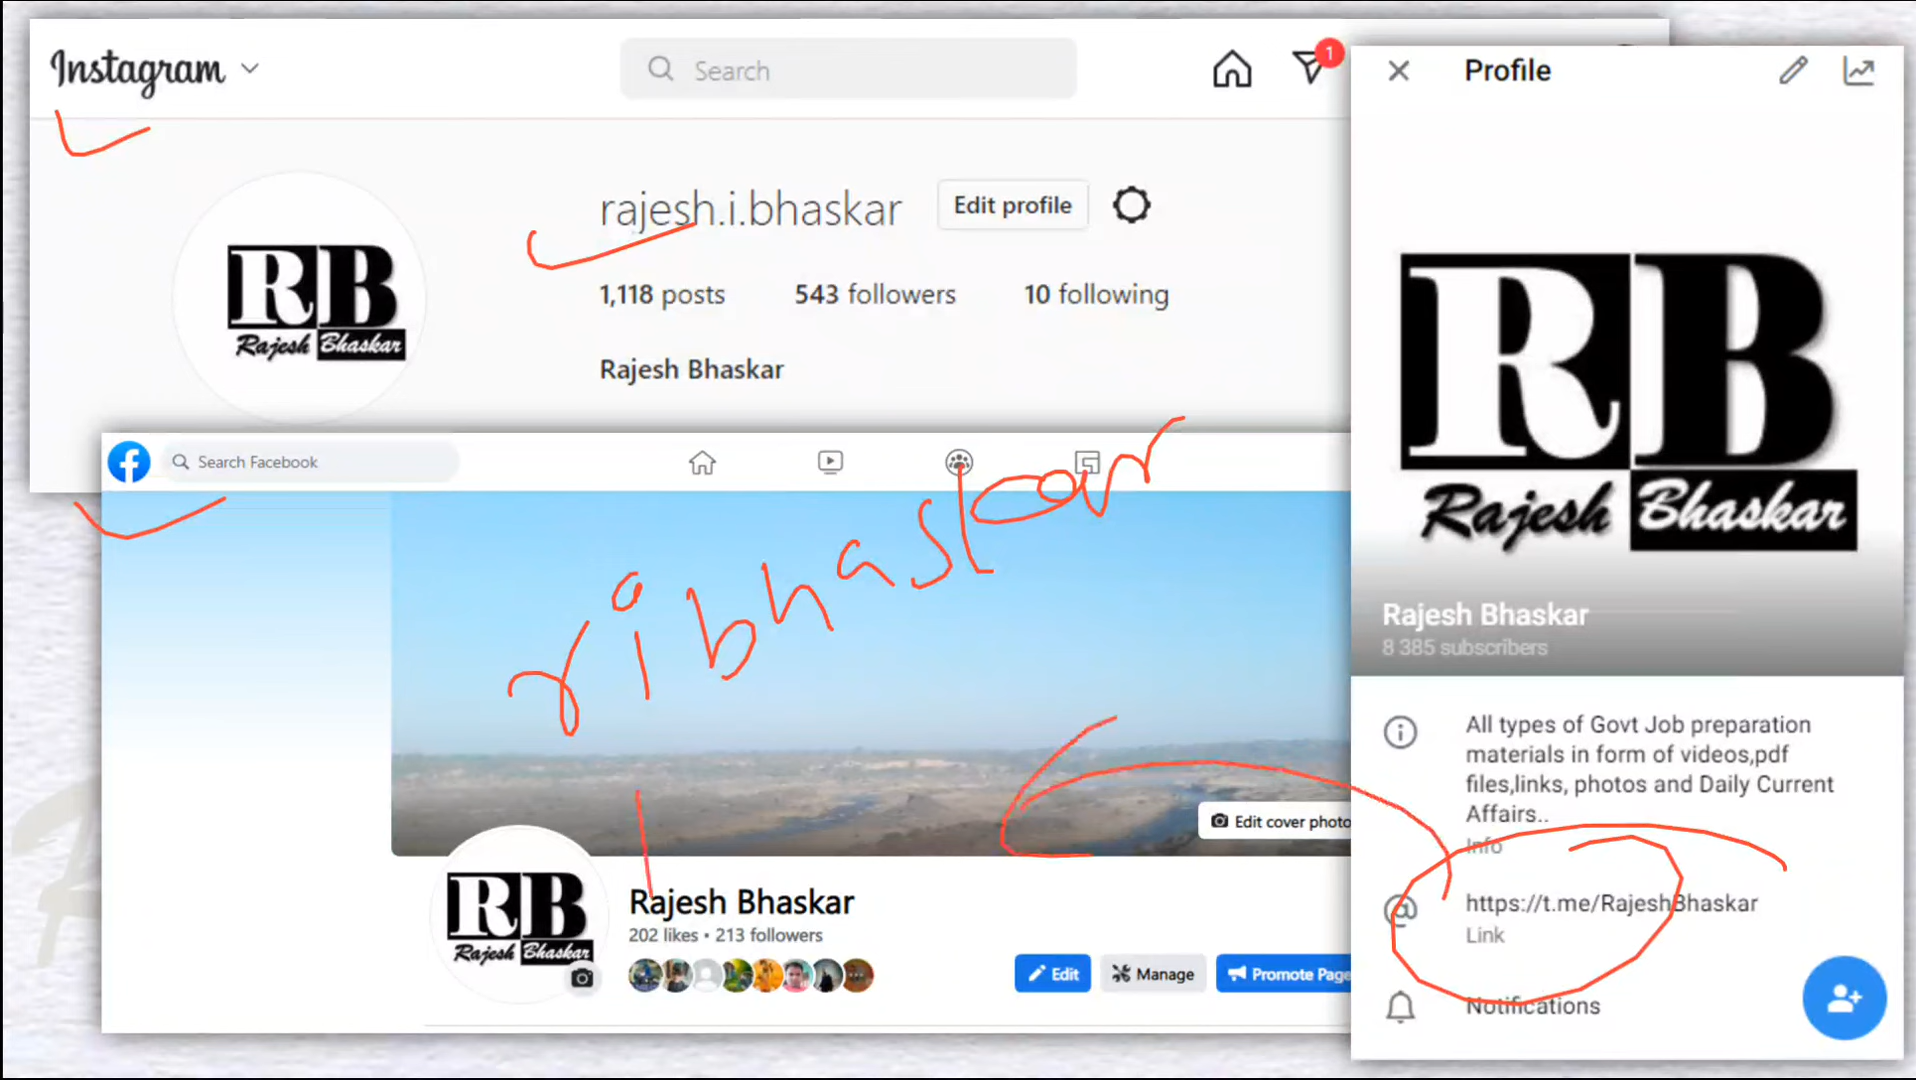 Instagram
Search
1
rajesh.i.bhaskar
Edit profile
1,118 posts
543 followers
10 following
Rajesh Bhaskar
RB
Rajesh Bhaskar
Search Facebook
ribhaskar
Edit cover photo
RB
Rajesh Bhaskar
Rajesh Bhaskar
202 likes • 213 followers
Edit
Manage
Promote Page
Profile
RB
Rajesh Bhaskar
Rajesh Bhaskar
8 385 subscribers
All types of Govt Job preparation
materials in form of videos,pdf
files,links, photos and Daily Current
Affairs..
Info
https://t.me/RajeshBhaskar
Link
Notifications